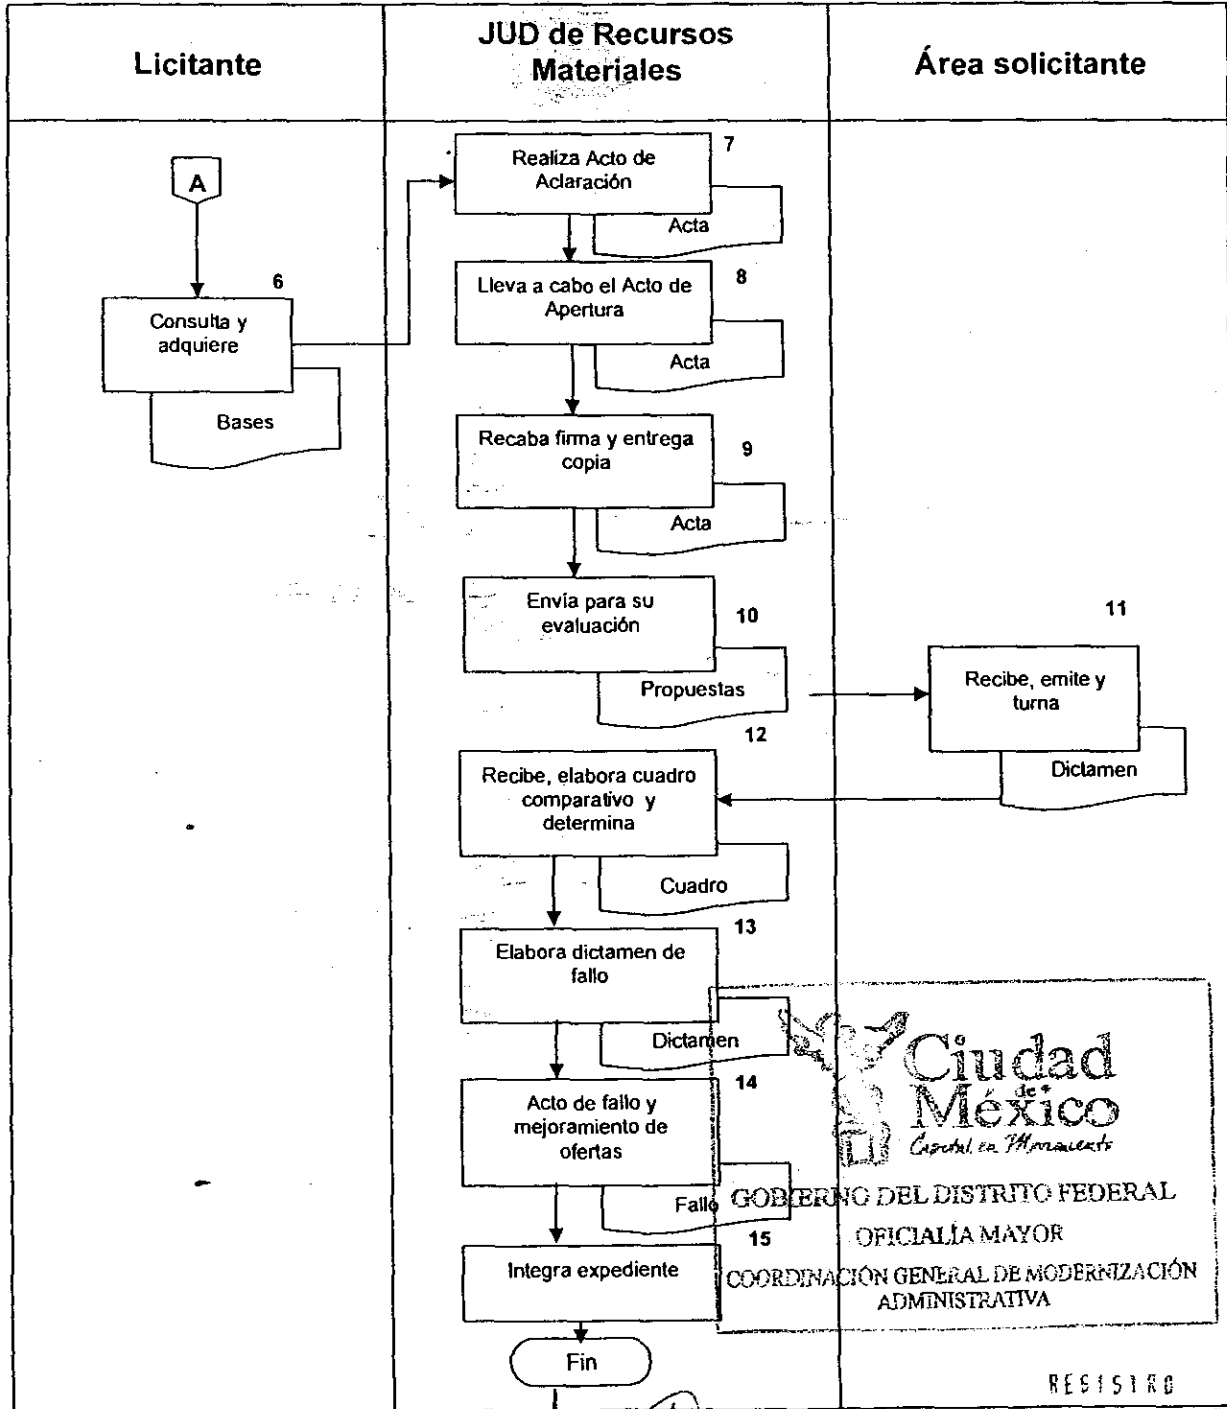 Licitante
JUD de Recursos
Materiales
Área solicitante
A
6
Consulta y
adquiere
Bases
7
Realiza Acto de
Aclaración
Acta
8
Lleva a cabo el Acto de
Apertura
Acta
9
Recaba firma y entrega
copia
Acta
10
Envía para su
evaluación
Propuestas
11
Recibe, emite y
turna
Dictamen
12
Recibe, elabora cuadro
comparativo y
determina
Cuadro
13
Elabora dictamen de
fallo
Dictamen
14
Acto de fallo y
mejoramiento de
ofertas
Fallo
15
Integra expediente
Fin
Ciudad
de
México
Capital en Movimiento
GOBIERNO DEL DISTRITO FEDERAL
OFICIALÍA MAYOR
COORDINACIÓN GENERAL DE MODERNIZACIÓN
ADMINISTRATIVA
REGISTRO